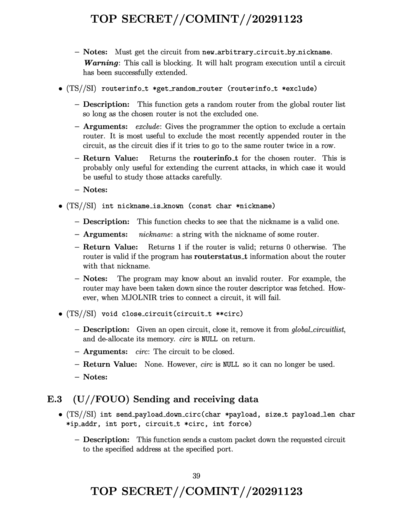 TOP SECRET//COMINT//20291123
– Notes: Must get the circuit from new_arbitrary_circuit_by_nickname.
Warning: This call is blocking. It will halt program execution until a circuit
has been successfully extended.
• (TS//SI) routerinfo_t *get_random_router (routerinfo_t *exclude)
– Description: This function gets a random router from the global router list
so long as the chosen router is not the excluded one.
– Arguments: exclude: Gives the programmer the option to exclude a certain
router. It is most useful to exclude the most recently appended router in the
circuit, as the circuit dies if it tries to go to the same router twice in a row.
– Return Value: Returns the routerinfo_t for the chosen router. This is
probably only useful for extending the current attacks, in which case it would
be useful to study those attacks carefully.
– Notes:
• (TS//SI) int nickname_is_known (const char *nickname)
– Description: This function checks to see that the nickname is a valid one.
– Arguments: nickname: a string with the nickname of some router.
– Return Value: Returns 1 if the router is valid; returns 0 otherwise. The
router is valid if the program has routerstatus_t information about the router
with that nickname.
– Notes: The program may know about an invalid router. For example, the
router may have been taken down since the router descriptor was fetched. How-
ever, when MJOLNIR tries to connect a circuit, it will fail.
• (TS//SI) void close_circuit(circuit_t **circ)
– Description: Given an open circuit, close it, remove it from global_circuitlist,
and de-allocate its memory. circ is NULL on return.
– Arguments: circ: The circuit to be closed.
– Return Value: None. However, circ is NULL so it can no longer be used.
– Notes:
E.3 (U//FOUO) Sending and receiving data
• (TS//SI) int send_payload_down_circ(char *payload, size_t payload_len char
*ip_addr, int port, circuit_t *circ, int force)
– Description: This function sends a custom packet down the requested circuit
to the specified address at the specified port.
39
TOP SECRET//COMINT//20291123